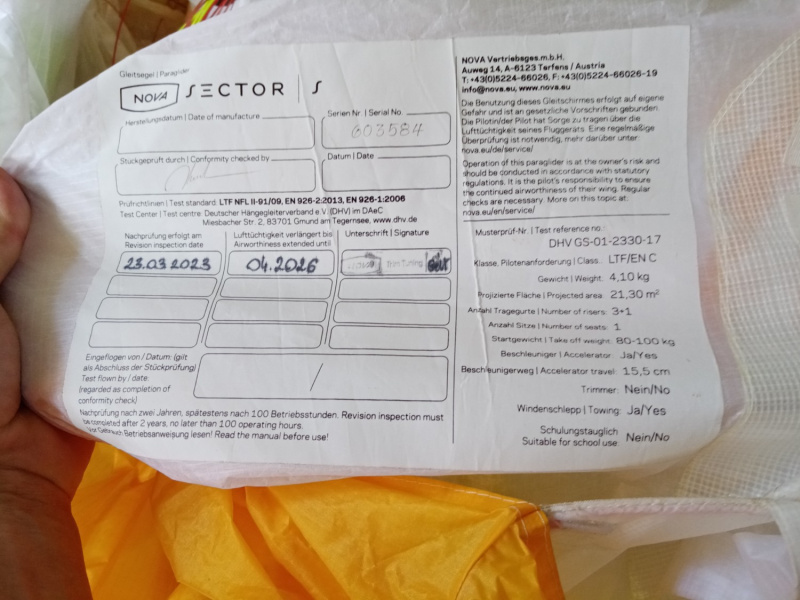 Gleitsegel | Paraglider
NOVA SECTOR | S
Herstellungsdatum | Date of manufacture
Serien Nr. | Serial No.
603584
Stückgeprüft durch | Conformity checked by
Datum | Date
Prüfrichtlinien | Test standard: LTF NFL II-91/09, EN 926-2:2013, EN 926-1:2006
Test Center | Test centre: Deutscher Hängegleiterverband e.V. (DHV) im DAeC
Miesbacher Str. 2, 83701 Gmund am Tegernsee, www.dhv.de
Nachprüfung erfolgt am
Revision inspection date
Lufttüchtigkeit verlängert bis
Airworthiness extended until
Unterschrift | Signature
23.03.2023
04.2026
Trim Tuning
Eingeflogen von / Datum: (gilt
als Abschluss der Stückprüfung)
Test flown by / date:
(regarded as completion of
conformity check)
/
Nachprüfung nach zwei Jahren, spätestens nach 100 Betriebsstunden. Revision inspection must
be completed after 2 years, no later than 100 operating hours.
Vor Gebrauch Betriebsanweisung lesen! Read the manual before use!
NOVA Vertriebsges.m.b.H.
Auweg 14, A-6123 Terfens / Austria
T: +43(0)5224-66026, F: +43(0)5224-66026-19
info@nova.eu, www.nova.eu
Die Benutzung dieses Gleitschirmes erfolgt auf eigene
Gefahr und ist an gesetzliche Vorschriften gebunden.
Die Pilotin/der Pilot hat Sorge zu tragen über die
Lufttüchtigkeit seines Fluggeräts. Eine regelmäßige
Überprüfung ist notwendig, mehr darüber unter:
nova.eu/de/service/
Operation of this paraglider is at the owner's risk and
should be conducted in accordance with statutory
regulations. It is the pilot's responsibility to ensure
the continued airworthiness of their wing. Regular
checks are necessary. More on this topic at:
nova.eu/en/service/
Musterprüf-Nr. | Test reference no.:
DHV GS-01-2330-17
Klasse, Pilotenanforderung | Class: LTF/EN C
Gewicht | Weight: 4,10 kg
Projizierte Fläche | Projected area: 21,30 m²
Anzahl Tragegurte | Number of risers: 3+1
Anzahl Sitze | Number of seats: 1
Startgewicht | Take off weight: 80-100 kg
Beschleuniger | Accelerator: Ja/Yes
Beschleunigerweg | Accelerator travel: 15,5 cm
Trimmer: Nein/No
Windenschlepp | Towing: Ja/Yes
Schulungstauglich
Suitable for school use: Nein/No